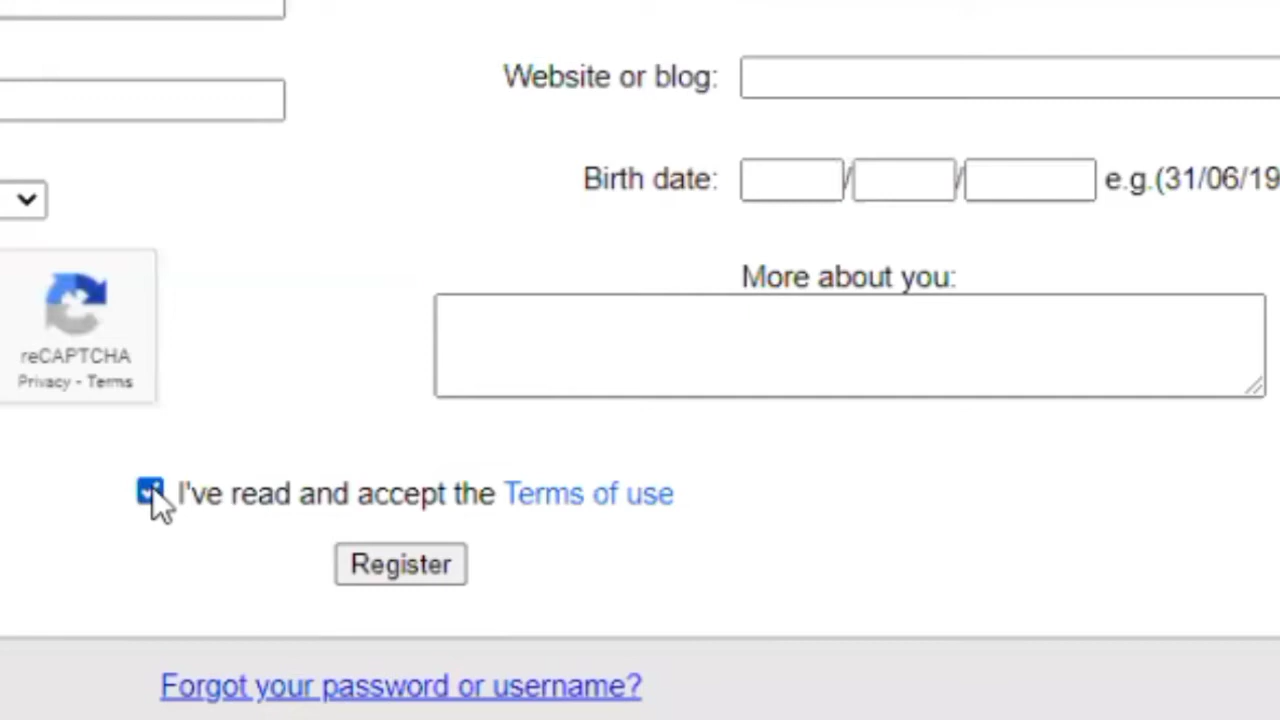 Website or blog:
Birth date: / / e.g.(31/06/19
More about you:
reCAPTCHA
Privacy - Terms
I've read and accept the Terms of use
Register
Forgot your password or username?